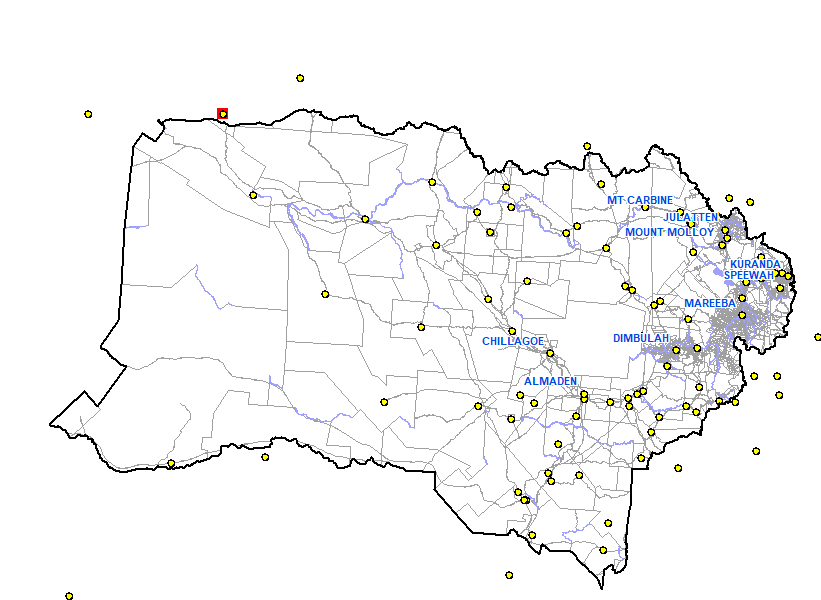 MT CARBINE
JULATTEN
MOUNT MOLLOY
KURANDA
SPEEWAH
MAREEBA
DIMBULAH
CHILLAGOE
ALMADEN